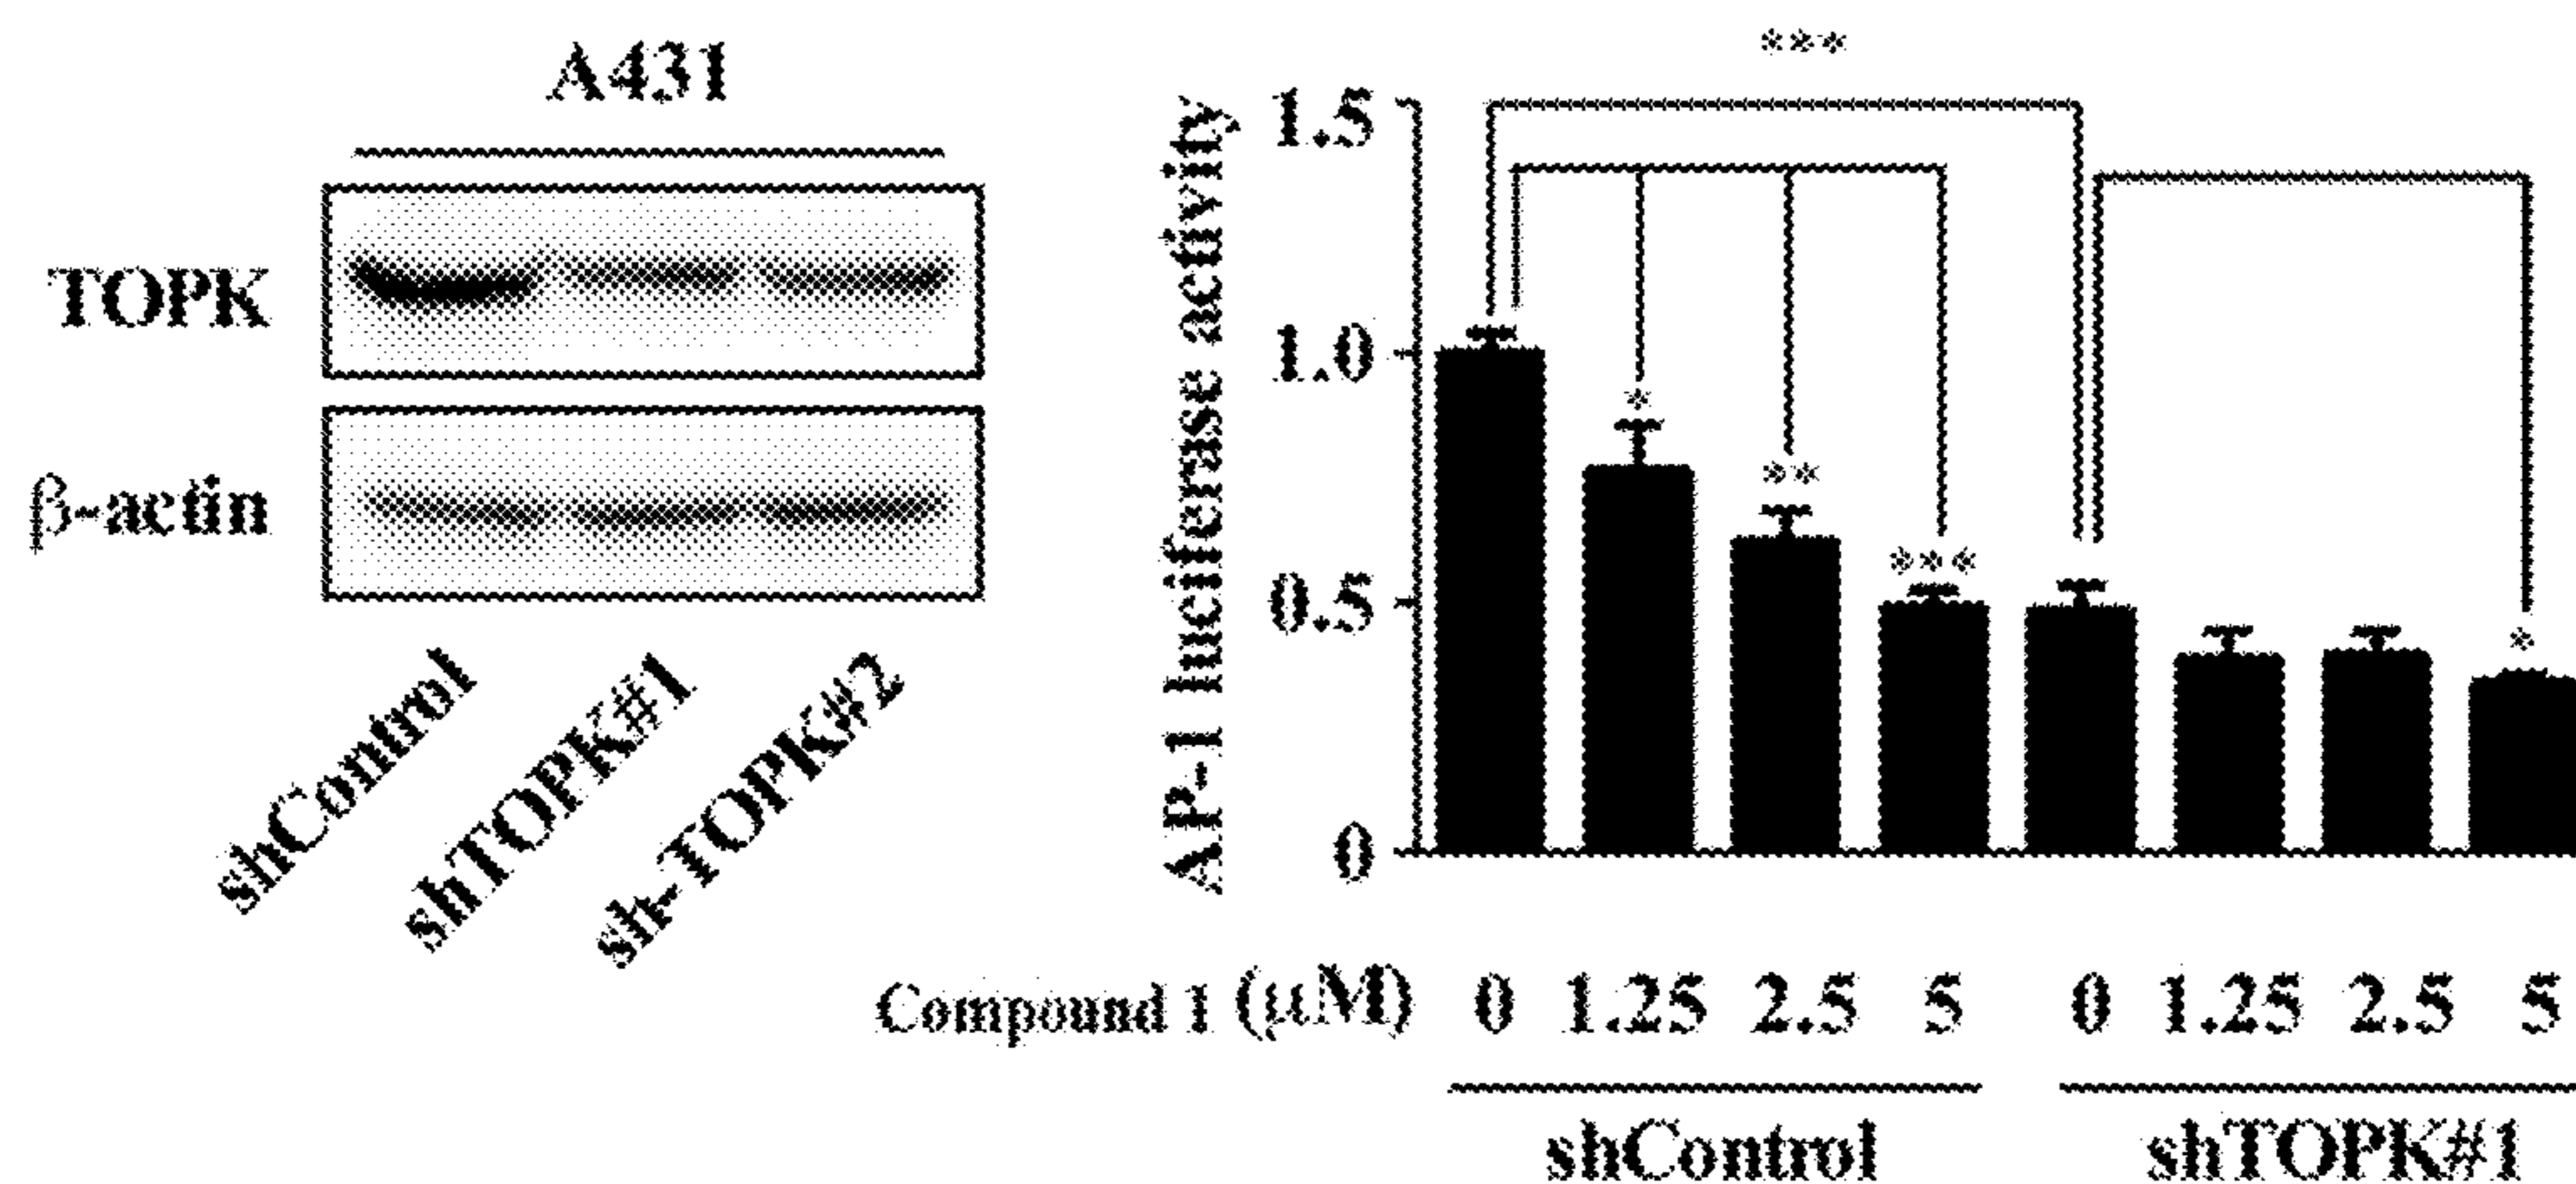 A431
TOPK
β-actin
shControl
shTOPK#1
sh-TOPK#2
AP-1 luciferase activity
1.5
1.0
0.5
0
***
*
**
***
*
Compound 1 (μM) 0 1.25 2.5 5 0 1.25 2.5 5
shControl shTOPK#1